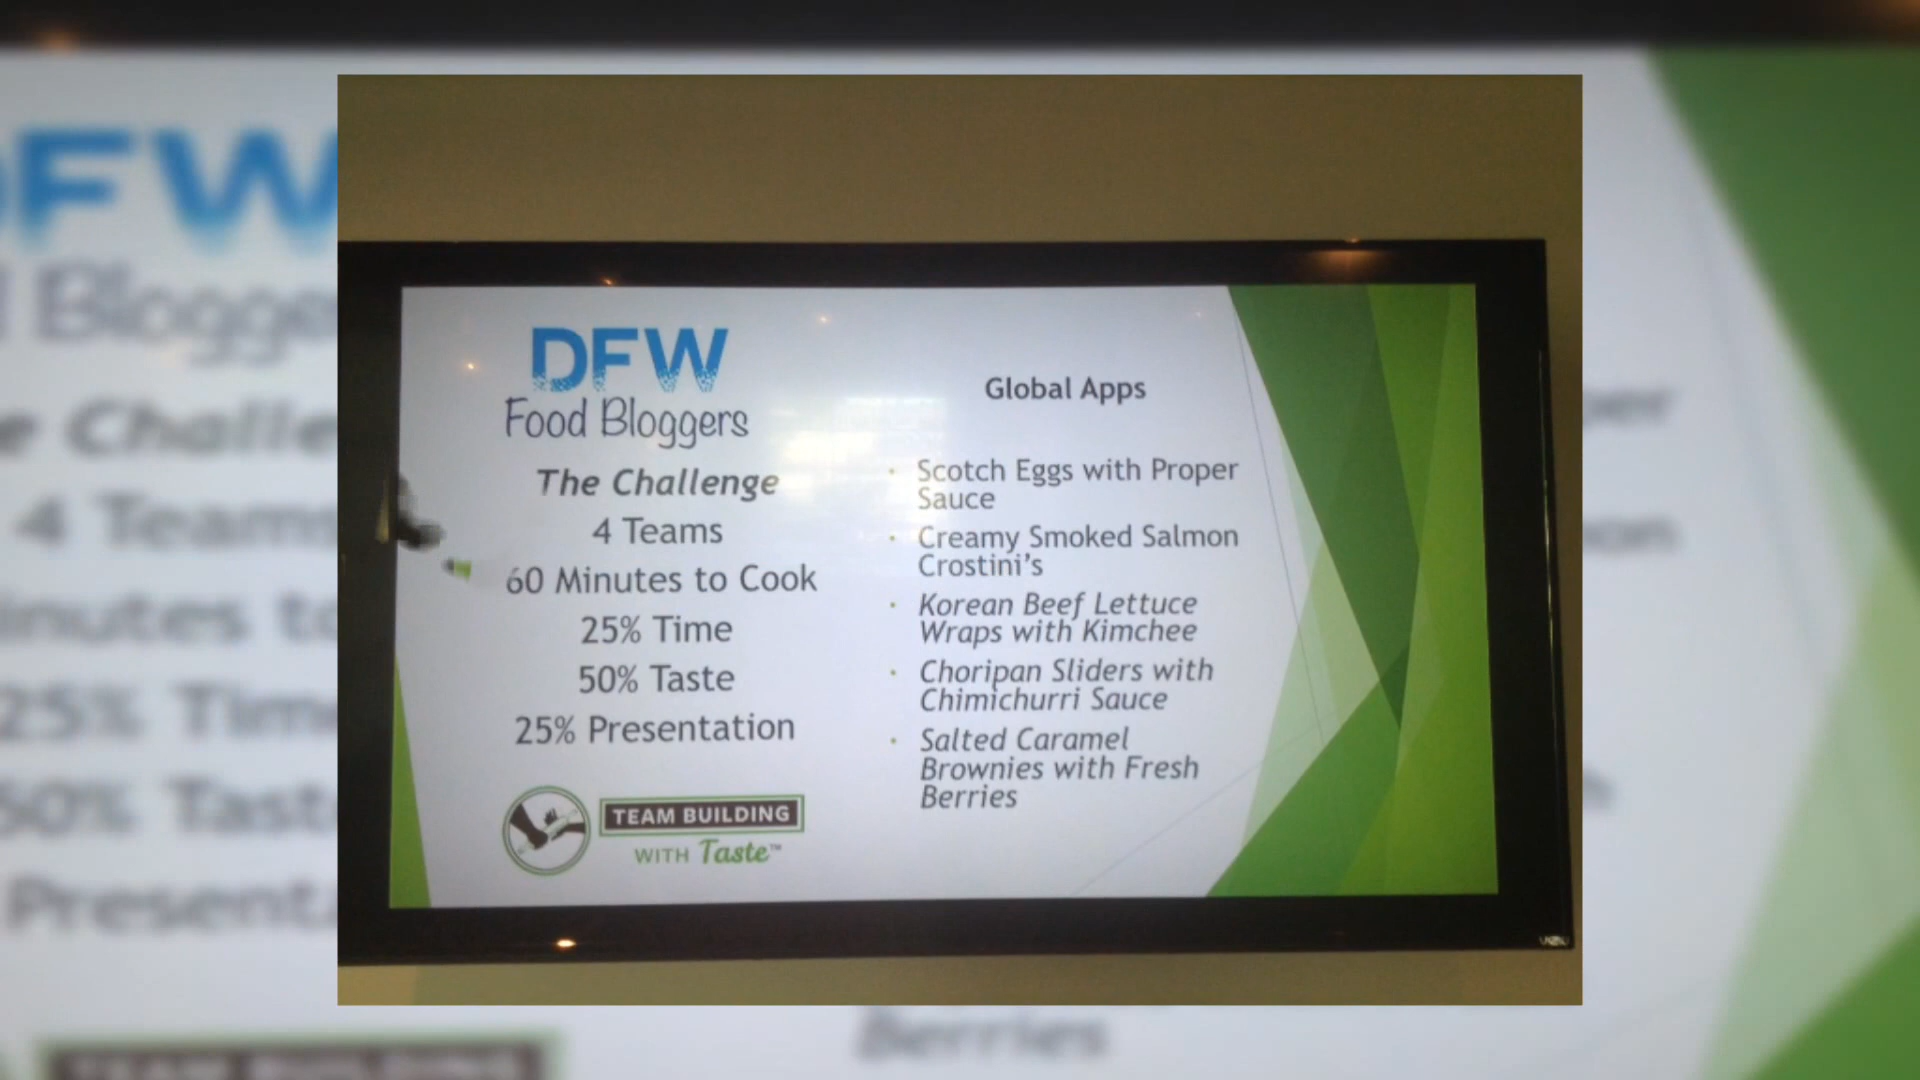 DFW
Food Bloggers
The Challenge
4 Teams
60 Minutes to Cook
25% Time
50% Taste
25% Presentation
TEAM BUILDING
WITH Taste™
Global Apps
• Scotch Eggs with Proper
Sauce
• Creamy Smoked Salmon
Crostini's
• Korean Beef Lettuce
Wraps with Kimchee
• Choripan Sliders with
Chimichurri Sauce
• Salted Caramel
Brownies with Fresh
Berries
VIZIO